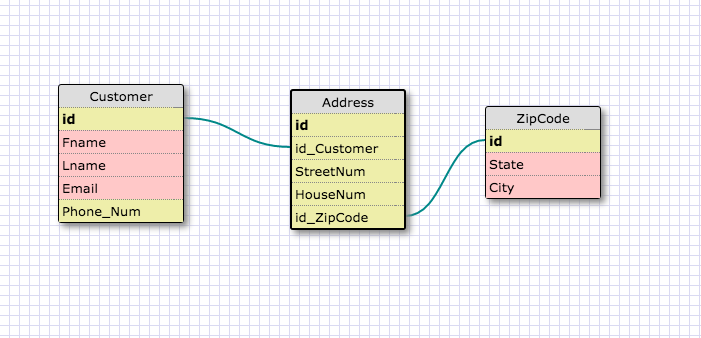 Customer
id
Fname
Lname
Email
Phone_Num
Address
id
id_Customer
StreetNum
HouseNum
id_ZipCode
ZipCode
id
State
City